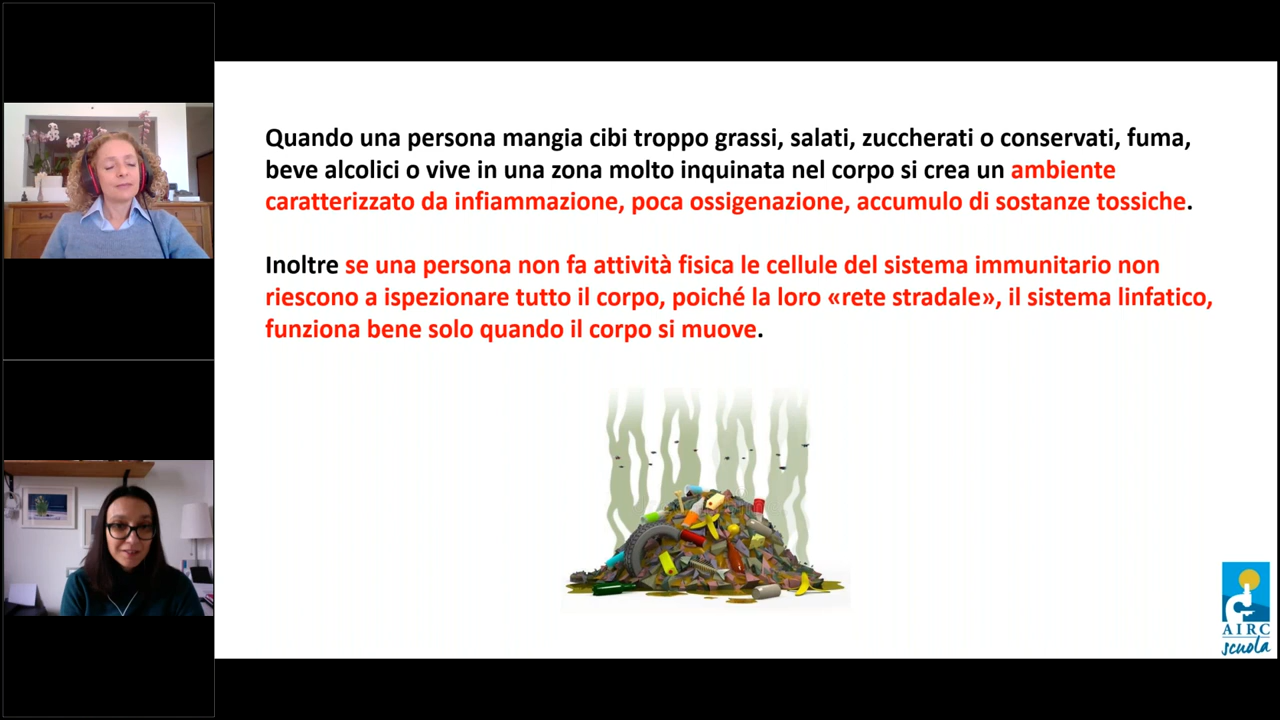 Quando una persona mangia cibi troppo grassi, salati, zuccherati o conservati, fuma,
beve alcolici o vive in una zona molto inquinata nel corpo si crea un ambiente
caratterizzato da infiammazione, poca ossigenazione, accumulo di sostanze tossiche.
Inoltre se una persona non fa attività fisica le cellule del sistema immunitario non
riescono a ispezionare tutto il corpo, poiché la loro «rete stradale», il sistema linfatico,
funziona bene solo quando il corpo si muove.
AIRC
scuola